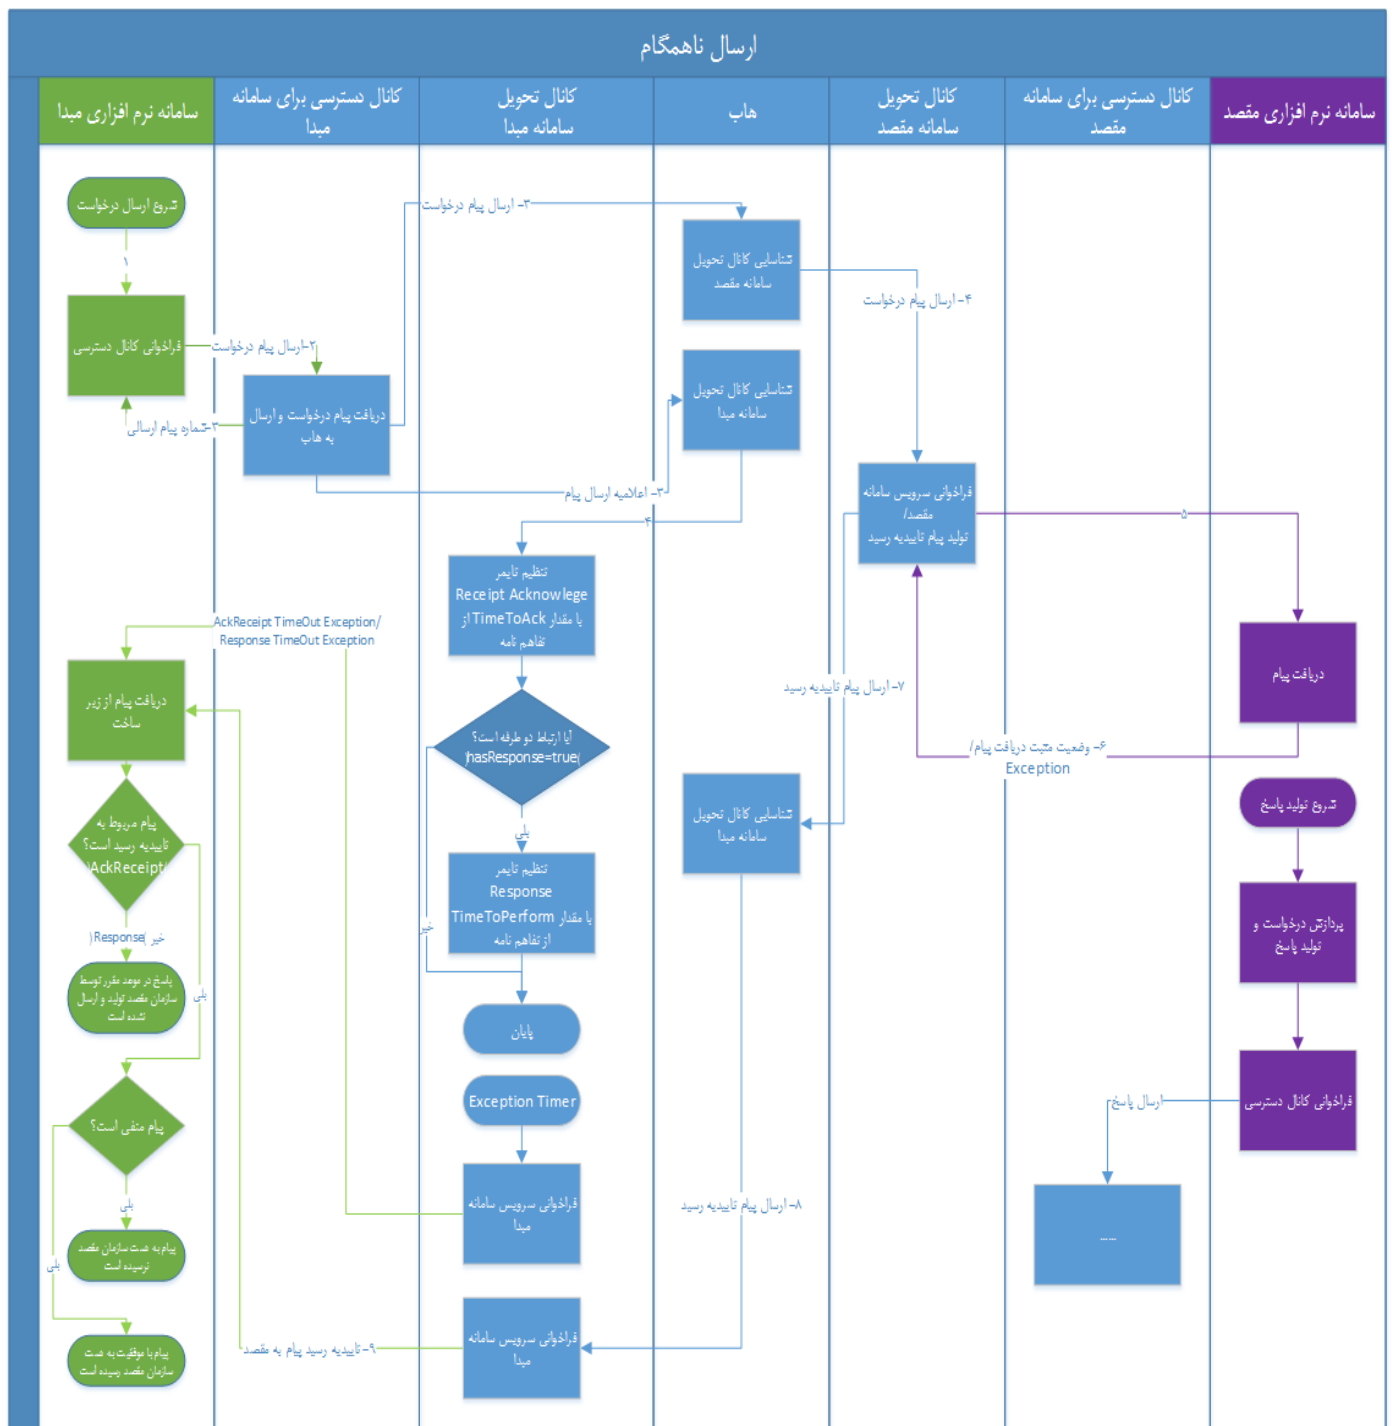 ارسال ناهمگام
سامانه نرم افزاری مبدا
کانال دسترسی برای سامانه
مبدا
کانال تحویل
سامانه مبدا
هاب
کانال تحویل
سامانه مقصد
کانال دسترسی برای سامانه
مقصد
سامانه نرم افزاری مقصد
شروع ارسال درخواست
۱
فراخوانی کانال دسترسی
۲-ارسال پیام درخواست
دریافت پیام درخواست و ارسال
به هاب
۳-شماره پیام ارسالی
۳- ارسال پیام درخواست
شناسایی کانال تحویل
سامانه مقصد
۴- ارسال پیام درخواست
شناسایی کانال تحویل
سامانه مبدا
۳- اعلامیه ارسال پیام
۴
فراخوانی سرویس سامانه
مقصد/
تولید پیام تاییدیه رسید
۵
تنظیم تایمر
Receipt Acknowlege
با مقدار TimeToAck از
تفاهم نامه
AckReceipt TimeOut Exception/
Response TimeOut Exception
دریافت پیام
دریافت پیام از زیر
ساخت
۷- ارسال پیام تاییدیه رسید
آیا ارتباط دو طرفه است؟
)hasResponse=true(
۶- وضعیت مثبت دریافت پیام/
Exception
بلی
شناسایی کانال تحویل
سامانه مبدا
شروع تولید پاسخ
پیام مربوط به
تاییدیه رسید است؟
)AckReceipt(
تنظیم تایمر
Response
با مقدار TimeToPerform
از تفاهم نامه
خیر
خیر )Response(
پردازش درخواست و
تولید پاسخ
پاسخ در موعد مقرر توسط
سازمان مقصد تولید و ارسال
نشده است
بلی
پایان
Exception Timer
فراخوانی کانال دسترسی
ارسال پاسخ
پیام منفی است؟
بلی
فراخوانی سرویس سامانه
مبدا
۸- ارسال پیام تاییدیه رسید
......
پیام به هست سازمان مقصد
نرسیده است
بلی
فراخوانی سرویس سامانه
مبدا
۹- تاییدیه رسید پیام به مقصد
پیام با موفقیت به هست
سازمان مقصد رسیده است